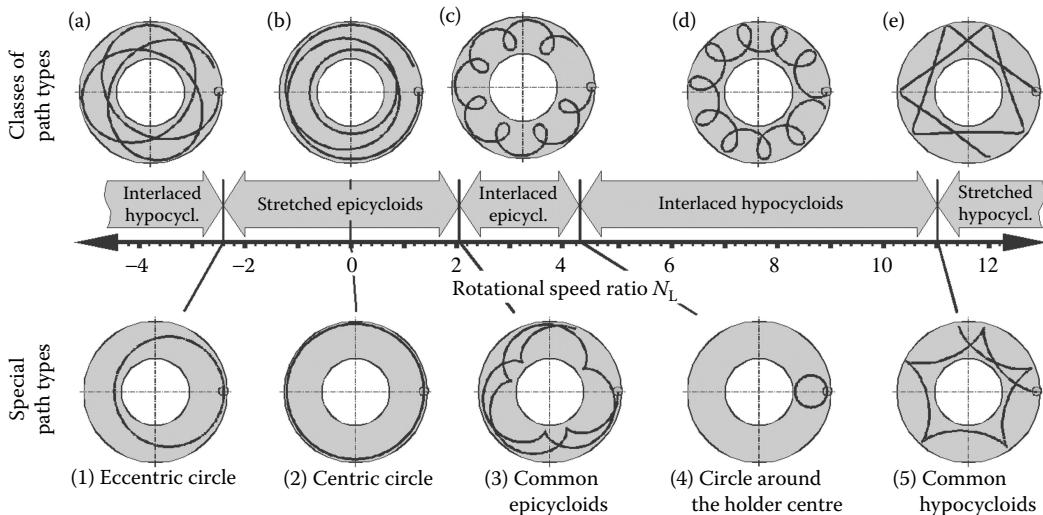 (a)
(b)
(c)
(d)
(e)
Classes of
path types
Interlaced
hypocycl.
Stretched epicycloids
Interlaced
epicycl.
Interlaced hypocycloids
Stretched
hypocycl.
−4
−2
0
2
4
6
8
10
12
Rotational speed ratio N_L
Special
path types
(1) Eccentric circle
(2) Centric circle
(3) Common
epicycloids
(4) Circle around
the holder centre
(5) Common
hypocycloids